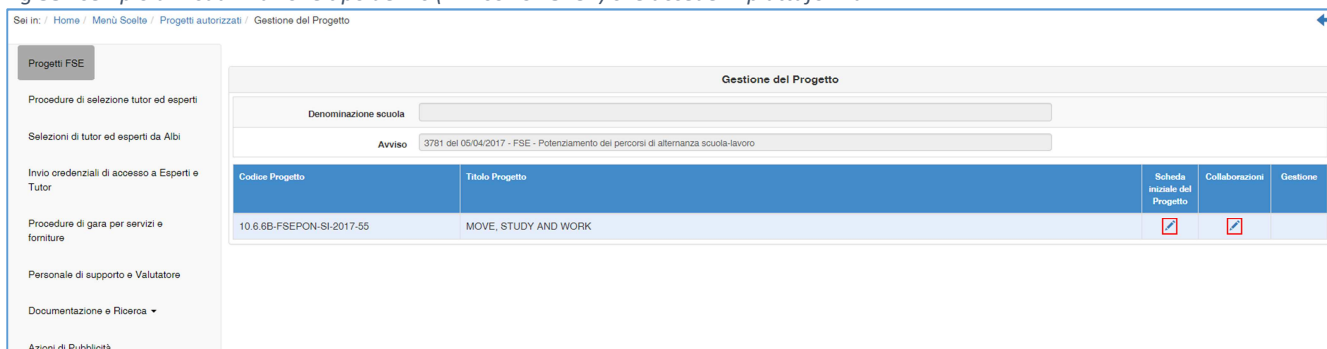 Sei in: / Home / Menù Scelte / Progetti autorizzati / Gestione del Progetto
Progetti FSE
Procedure di selezione tutor ed esperti
Selezioni di tutor ed esperti da Albi
Invio credenziali di accesso a Esperti e
Tutor
Procedure di gara per servizi e
forniture
Personale di supporto e Valutatore
Documentazione e Ricerca
Azioni di Pubblicità
Gestione del Progetto
Denominazione scuola
Avviso 3781 del 05/04/2017 - FSE - Potenziamento dei percorsi di alternanza scuola-lavoro
Codice Progetto Titolo Progetto Scheda iniziale del Progetto Collaborazioni Gestione
10.6.6B-FSEPON-SI-2017-55 MOVE, STUDY AND WORK